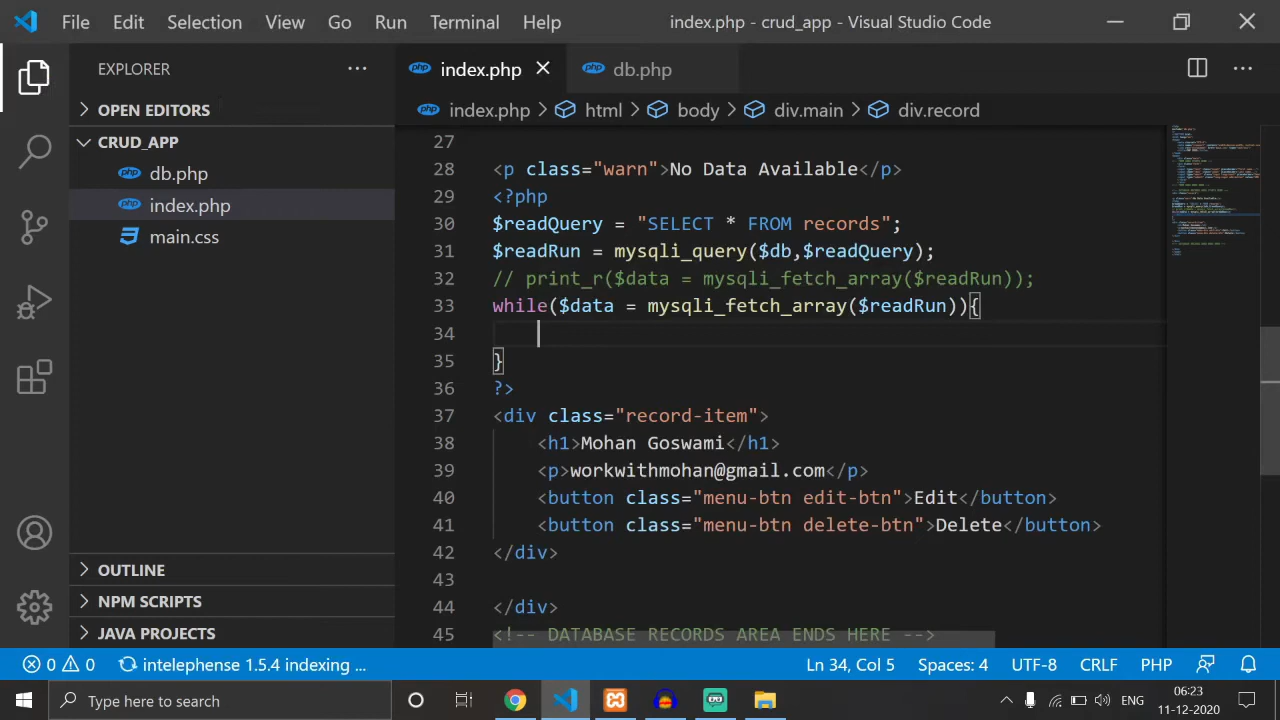 File Edit Selection View Go Run Terminal Help index.php - crud_app - Visual Studio Code
EXPLORER
OPEN EDITORS
CRUD_APP
php db.php
php index.php
main.css
OUTLINE
NPM SCRIPTS
JAVA PROJECTS
php index.php php db.php
php index.php > html > body > div.main > div.record
27
28 <p class="warn">No Data Available</p>
29 <?php
30 $readQuery = "SELECT * FROM records";
31 $readRun = mysqli_query($db,$readQuery);
32 // print_r($data = mysqli_fetch_array($readRun));
33 while($data = mysqli_fetch_array($readRun)){
34
35 }
36 ?>
37 <div class="record-item">
38 <h1>Mohan Goswami</h1>
39 <p>workwithmohan@gmail.com</p>
40 <button class="menu-btn edit-btn">Edit</button>
41 <button class="menu-btn delete-btn">Delete</button>
42 </div>
43
44 </div>
45 <!-- DATABASE RECORDS AREA ENDS HERE -->
0 0 intelephense 1.5.4 indexing ... Ln 34, Col 5 Spaces: 4 UTF-8 CRLF PHP
Type here to search ENG 06:23
11-12-2020